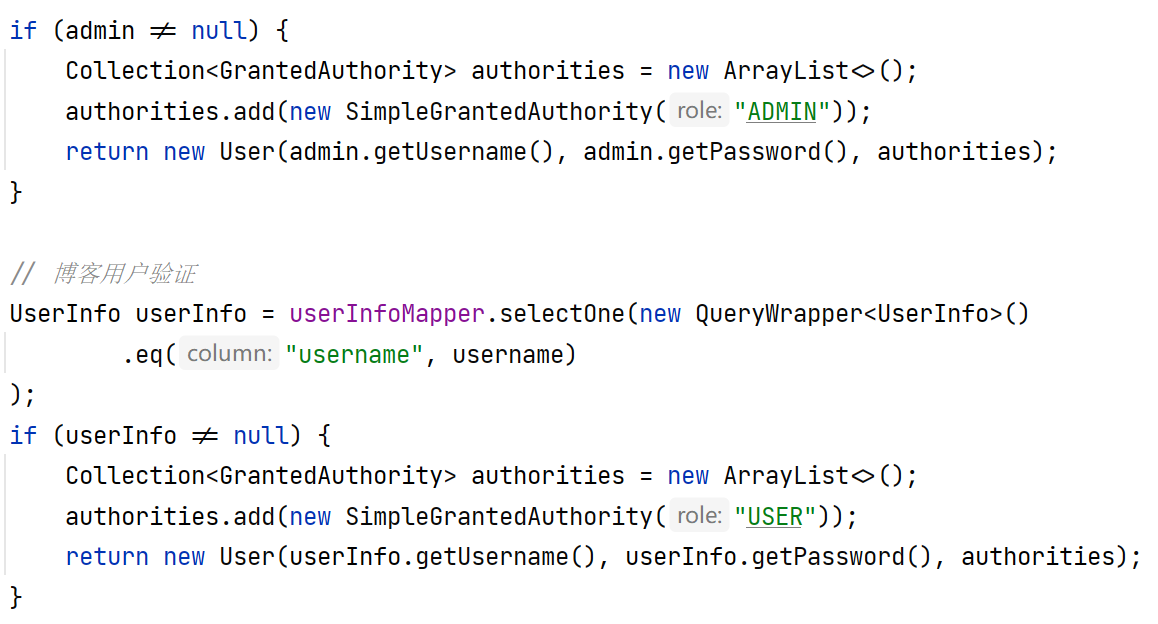 if (admin != null) {
Collection<GrantedAuthority> authorities = new ArrayList<>();
authorities.add(new SimpleGrantedAuthority( role: "ADMIN"));
return new User(admin.getUsername(), admin.getPassword(), authorities);
}
// 博客用户验证
UserInfo userInfo = userInfoMapper.selectOne(new QueryWrapper<UserInfo>()
.eq( column: "username", username)
);
if (userInfo != null) {
Collection<GrantedAuthority> authorities = new ArrayList<>();
authorities.add(new SimpleGrantedAuthority( role: "USER"));
return new User(userInfo.getUsername(), userInfo.getPassword(), authorities);
}